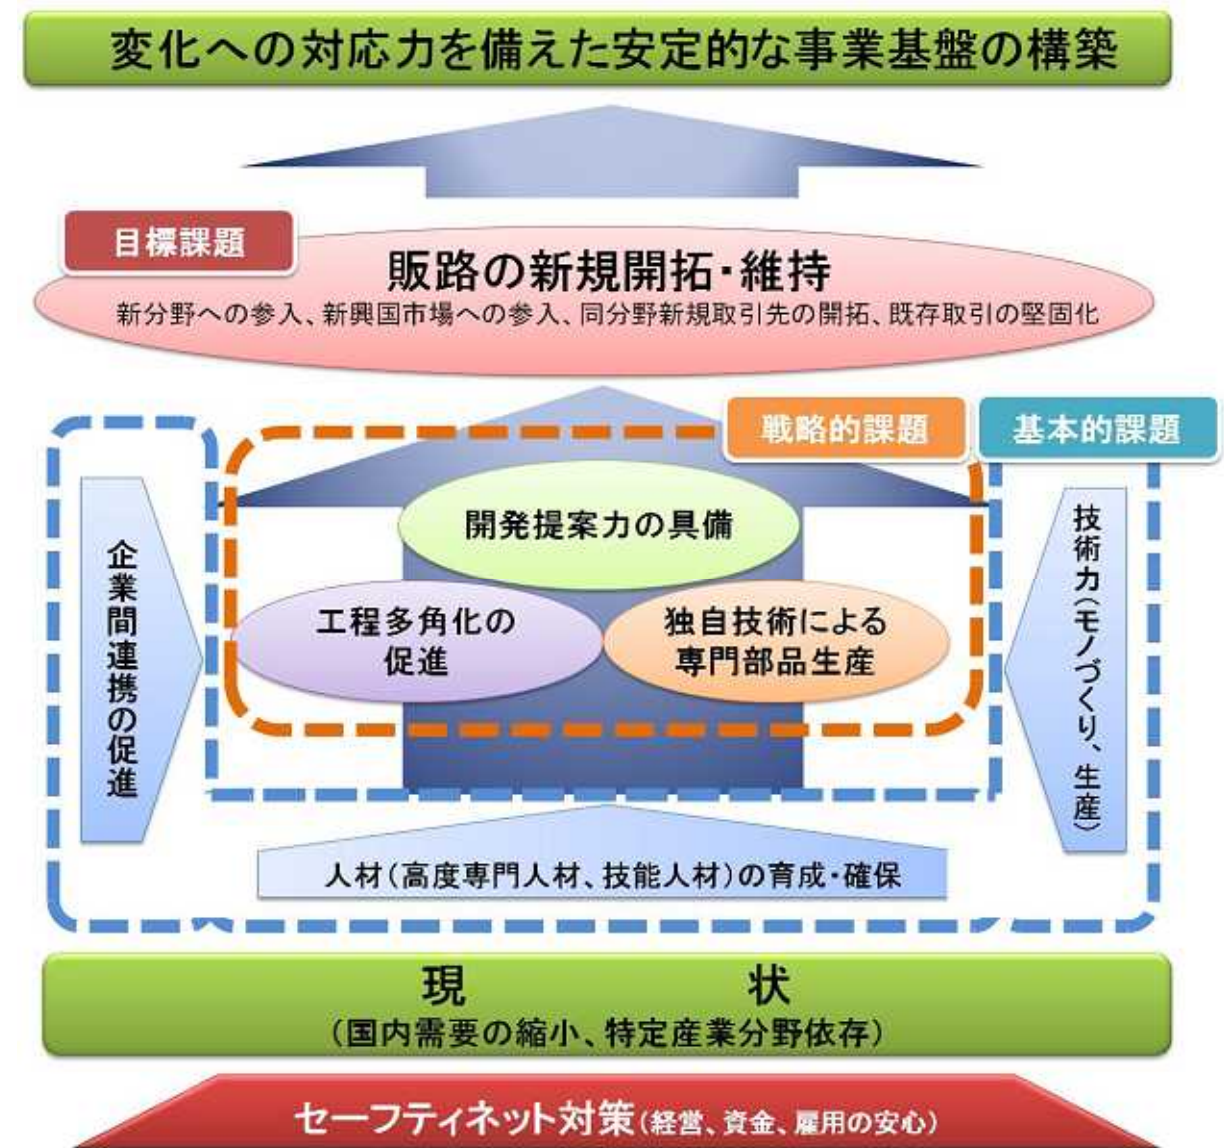 変化への対応力を備えた安定的な事業基盤の構築
目標課題
販路の新規開拓・維持
新分野への参入、新興国市場への参入、同分野新規取引先の開拓、既存取引の堅固化
戦略的課題
基本的課題
開発提案力の具備
工程多角化の
促進
独自技術による
専門部品生産
企業間連携の促進
技術力（モノづくり、生産）
人材（高度専門人材、技能人材）の育成・確保
現 状
（国内需要の縮小、特定産業分野依存）
セーフティネット対策（経営、資金、雇用の安心）